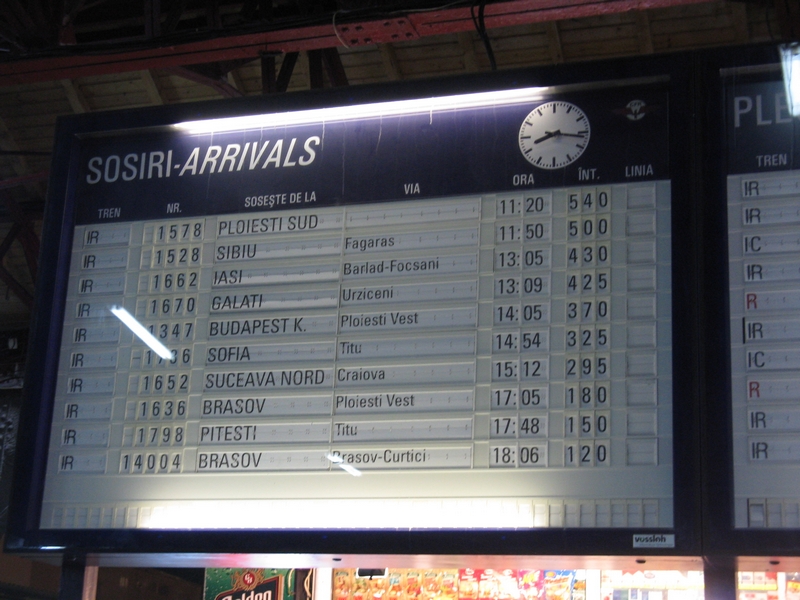 SOSIRI-ARRIVALS
TREN NR. SOSEȘTE DE LA VIA ORA ÎNT. LINIA
IR 1578 PLOIESTI SUD 11:20 540
IR 1528 SIBIU Fagaras 11:50 500
IR 1662 IASI Barlad-Focsani 13:05 430
IR 1670 GALATI Urziceni 13:09 425
IR 1347 BUDAPEST K. Ploiesti Vest 14:05 370
IR SOFIA Titu 14:54 325
IR 1652 SUCEAVA NORD Craiova 15:12 295
IR 1636 BRASOV Ploiesti Vest 17:05 180
IR 1798 PITESTI Titu 17:48 150
IR 14004 BRASOV Brasov-Curtici 18:06 120
vossloh
PLE
TREN
IR
IR
IC
IR
R
IR
IC
R
IR
IR